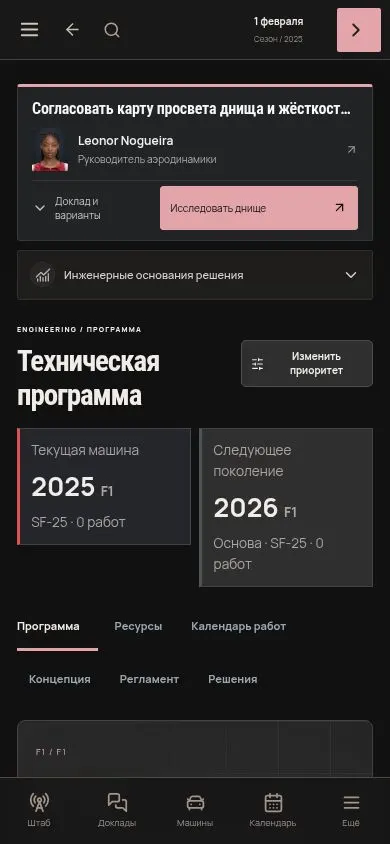 1 февраля
Сезон / 2025
Согласовать карту просвета днища и жёсткост…
Leonor Nogueira
Руководитель аэродинамики
Доклад и
варианты
Исследовать днище
Инженерные основания решения
ENGINEERING / ПРОГРАММА
Техническая
программа
Изменить
приоритет
Текущая машина
2025 F1
SF-25 · 0 работ
Следующее
поколение
2026 F1
Основа · SF-25 · 0
работ
Программа
Ресурсы
Календарь работ
Концепция
Регламент
Решения
F1 / F1
Штаб
Доклады
Машины
Календарь
Ещё